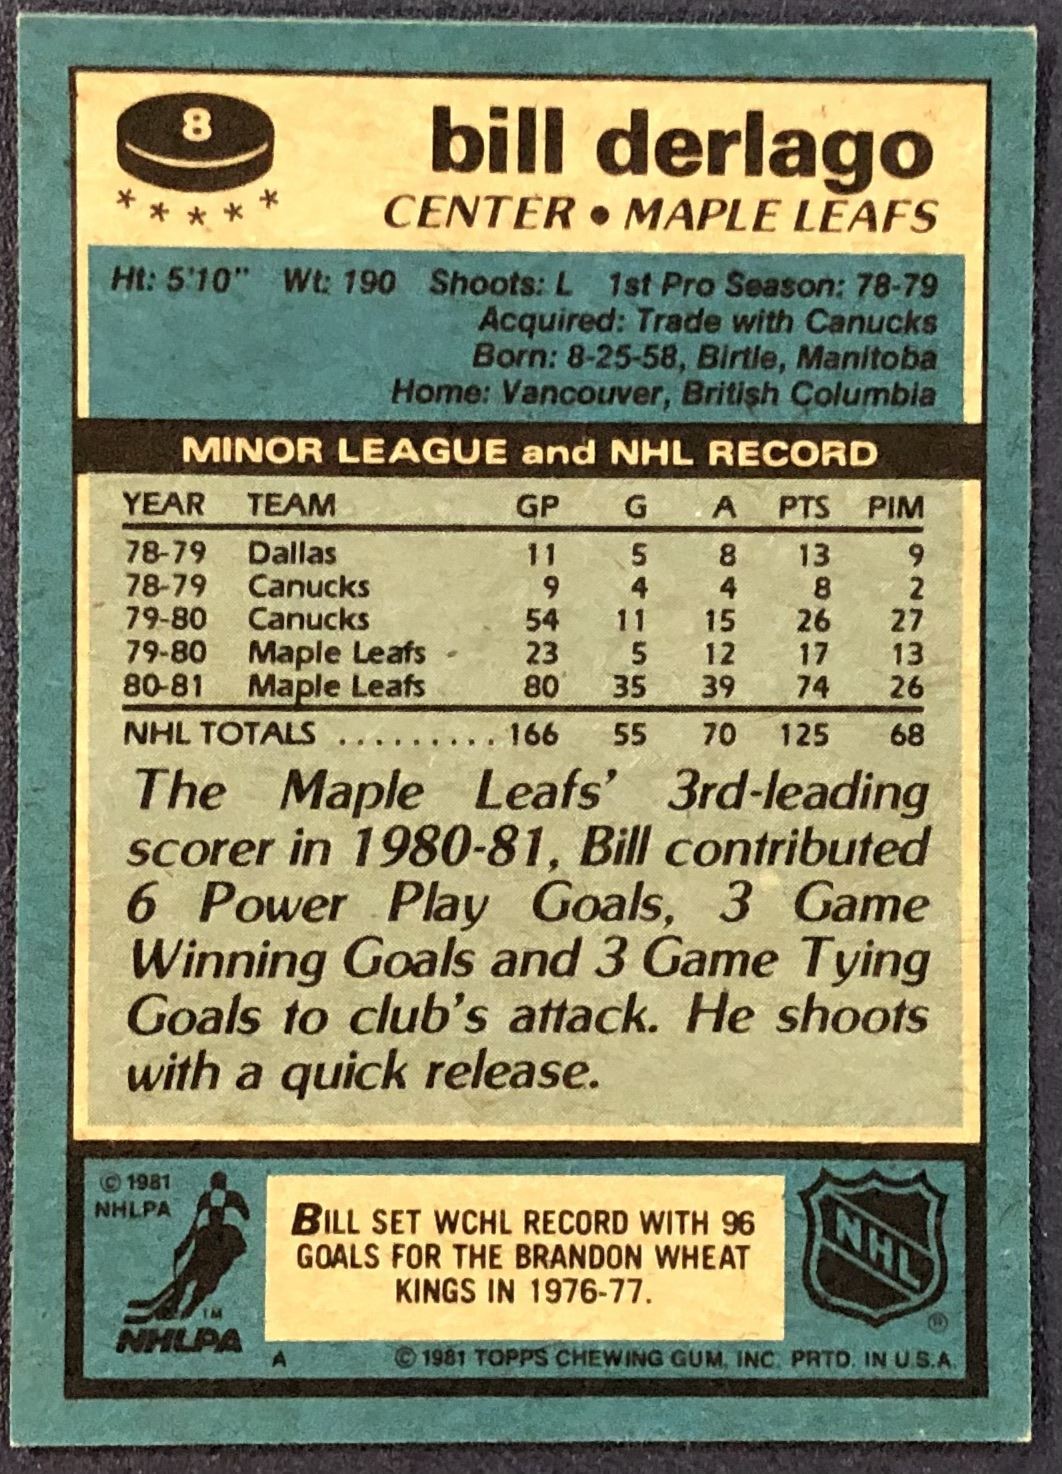 8
* * * * *
bill derlago
CENTER • MAPLE LEAFS
Ht: 5'10" Wt: 190 Shoots: L 1st Pro Season: 78-79
Acquired: Trade with Canucks
Born: 8-25-58, Birtle, Manitoba
Home: Vancouver, British Columbia
MINOR LEAGUE and NHL RECORD
YEAR TEAM GP G A PTS PIM
78-79 Dallas 11 5 8 13 9
78-79 Canucks 9 4 4 8 2
79-80 Canucks 54 11 15 26 27
79-80 Maple Leafs 23 5 12 17 13
80-81 Maple Leafs 80 35 39 74 26
NHL TOTALS .......... 166 55 70 125 68
The Maple Leafs' 3rd-leading
scorer in 1980-81, Bill contributed
6 Power Play Goals, 3 Game
Winning Goals and 3 Game Tying
Goals to club's attack. He shoots
with a quick release.
© 1981
NHLPA
TM
NHLPA
BILL SET WCHL RECORD WITH 96
GOALS FOR THE BRANDON WHEAT
KINGS IN 1976-77.
NHL
®
A © 1981 TOPPS CHEWING GUM, INC. PRTD. IN U.S.A.